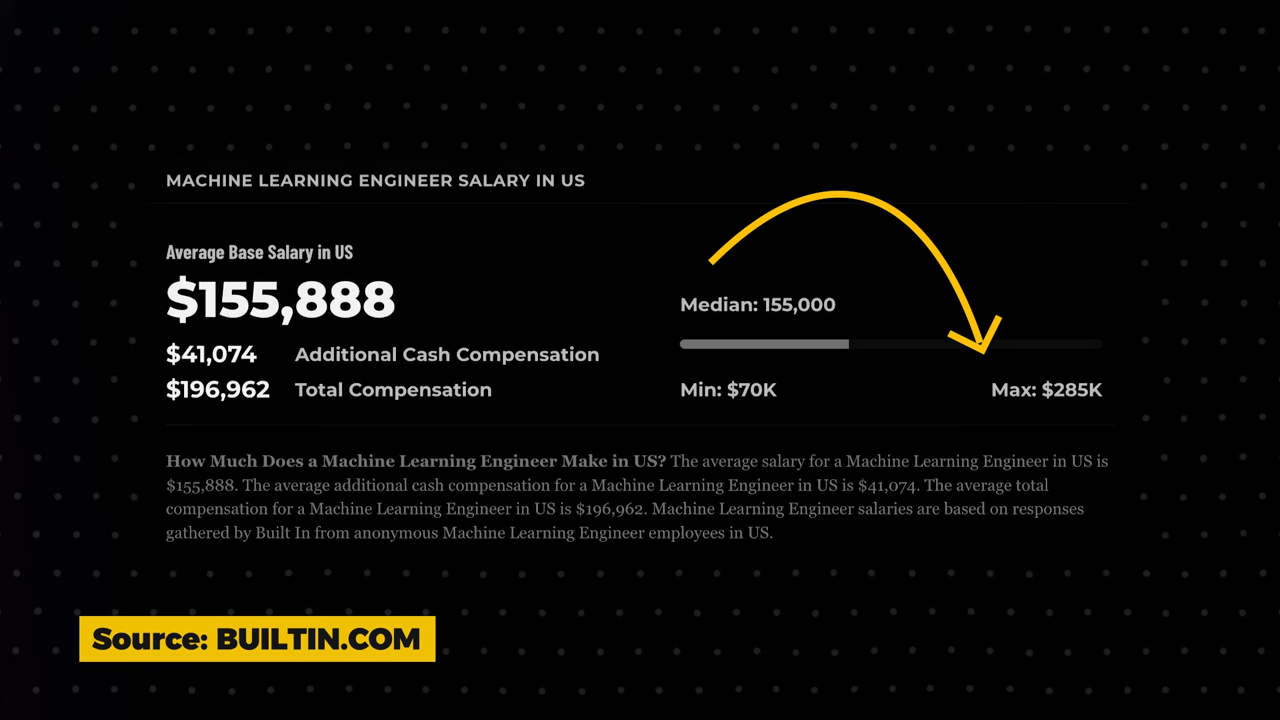 MACHINE LEARNING ENGINEER SALARY IN US
Average Base Salary in US
$155,888
$41,074 Additional Cash Compensation
$196,962 Total Compensation
Median: 155,000
Min: $70K Max: $285K
How Much Does a Machine Learning Engineer Make in US? The average salary for a Machine Learning Engineer in US is
$155,888. The average additional cash compensation for a Machine Learning Engineer in US is $41,074. The average total
compensation for a Machine Learning Engineer in US is $196,962. Machine Learning Engineer salaries are based on responses
gathered by Built In from anonymous Machine Learning Engineer employees in US.
Source: BUILTIN.COM